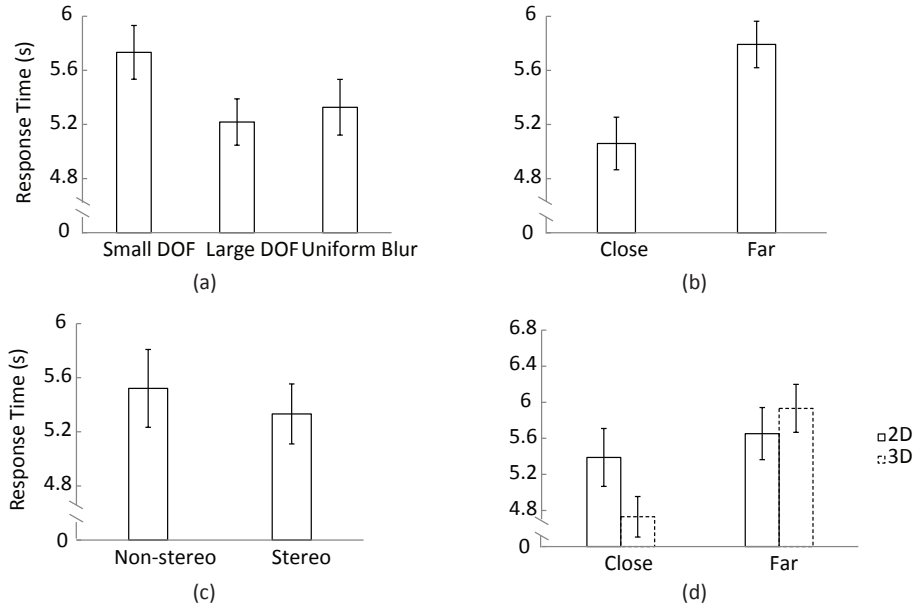 Response Time (s)
6
5.6
5.2
4.8
0
Small DOF Large DOF Uniform Blur
(a)
6
5.6
5.2
4.8
0
Close Far
(b)
Response Time (s)
6
5.6
5.2
4.8
0
Non-stereo Stereo
(c)
6.8
6.4
6
5.6
5.2
4.8
0
Close Far
2D
3D
(d)